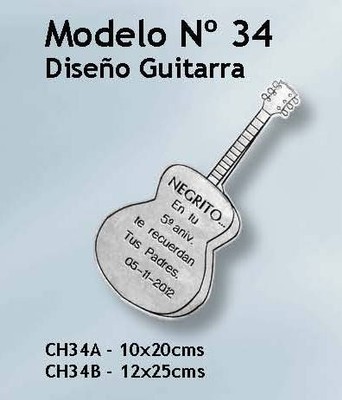 Modelo Nº 34
Diseño Guitarra
NEGRITO...
En tu
5º aniv.
te recuerdan
Tus Padres.
05-11-2012
CH34A - 10x20cms
CH34B - 12x25cms